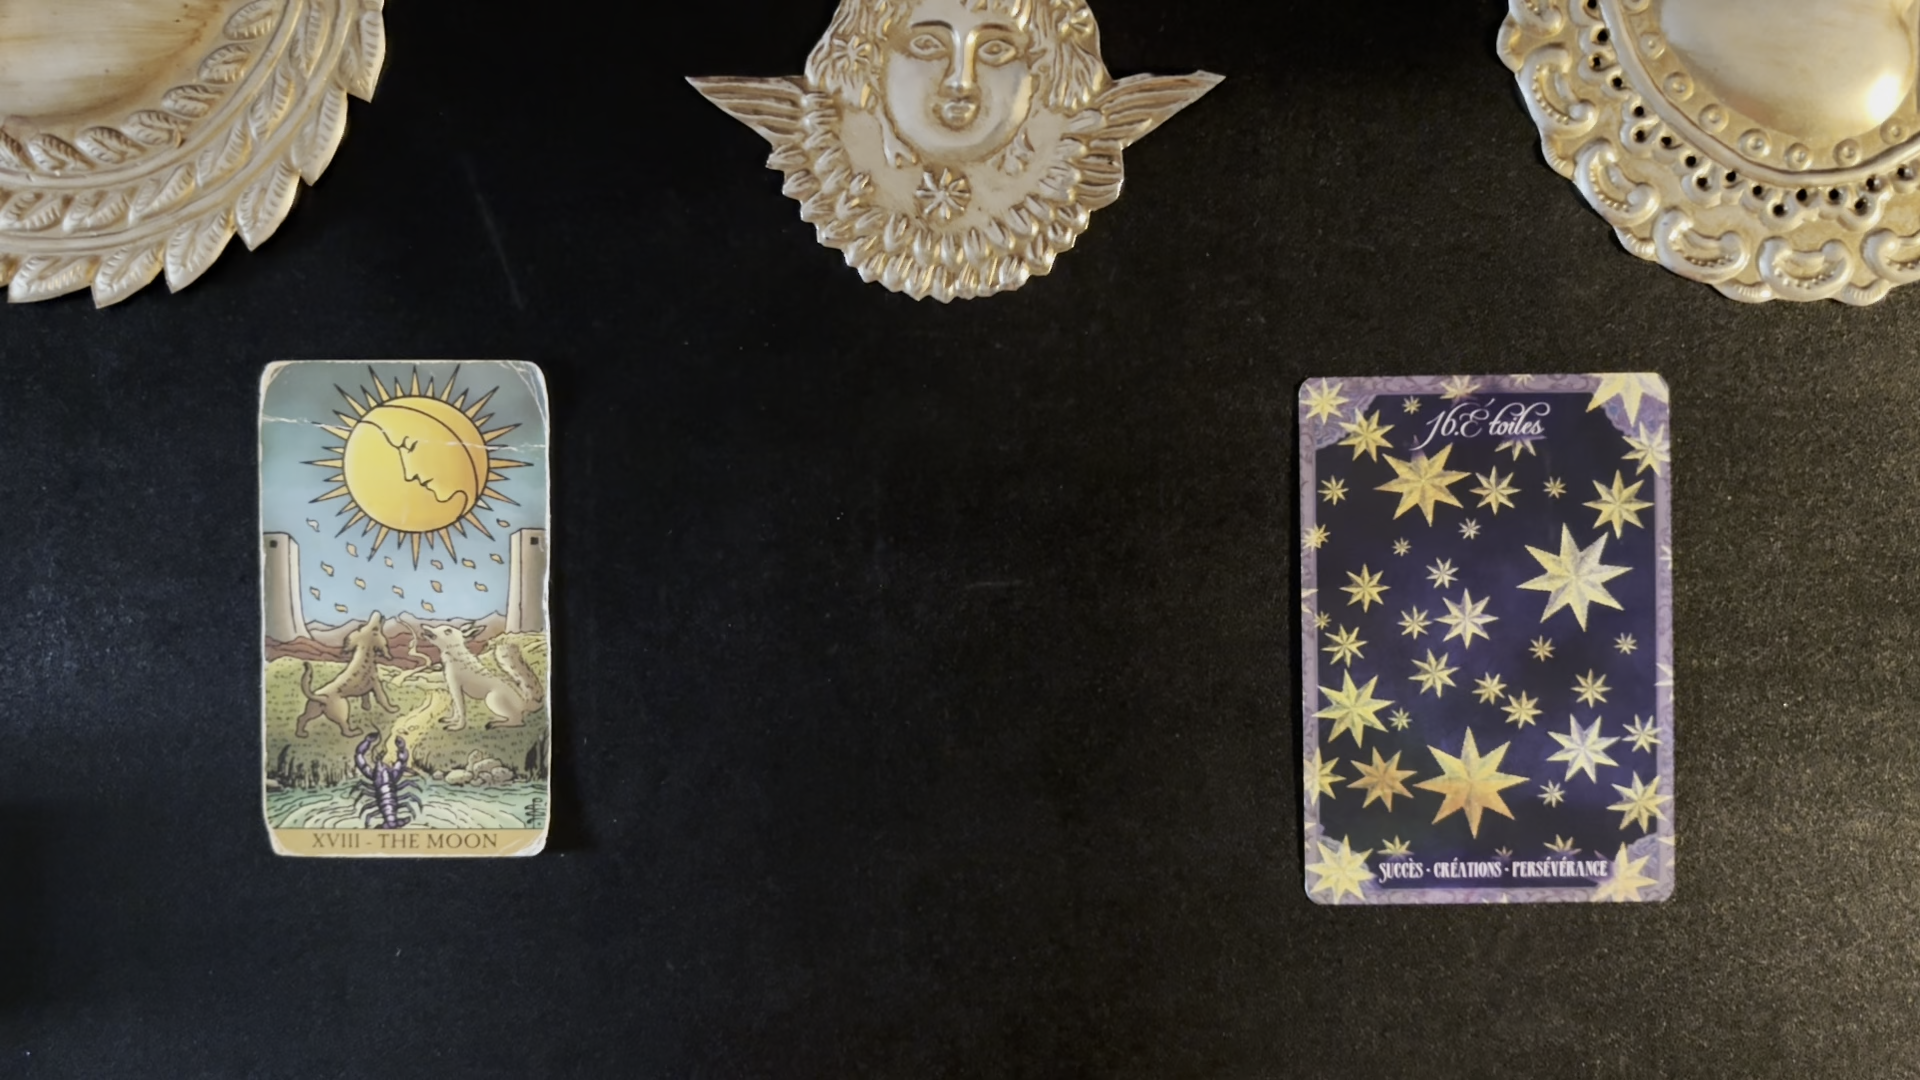 XVIII - THE MOON
16. Étoiles
SUCCÈS · CRÉATIONS · PERSÉVÉRANCE